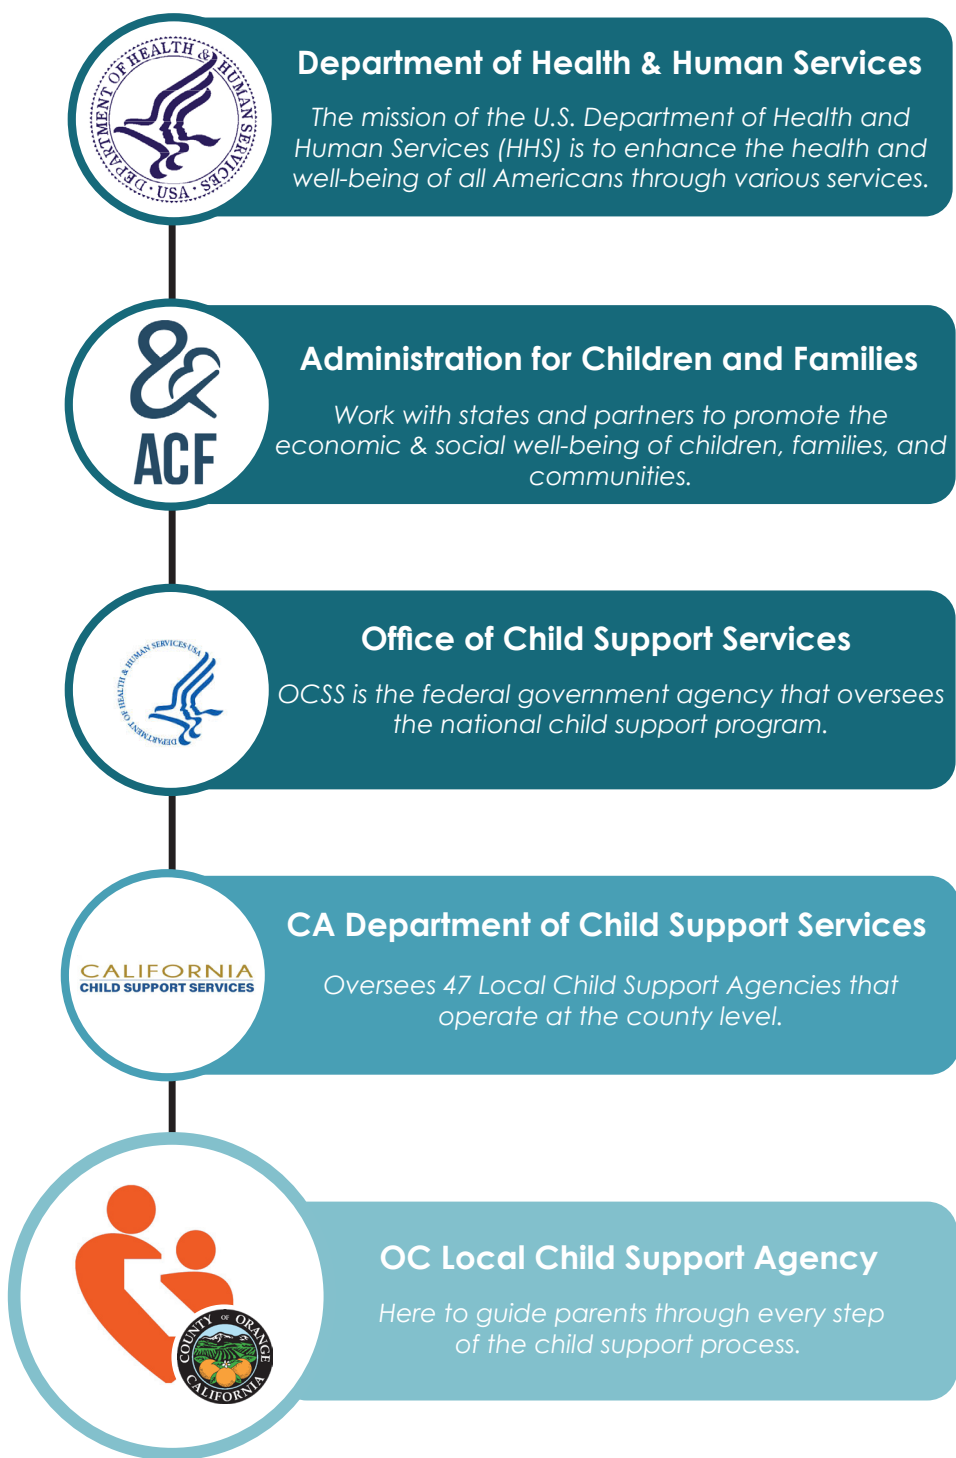 DEPARTMENT OF HEALTH & HUMAN SERVICES · USA ·
Department of Health & Human Services
The mission of the U.S. Department of Health and
Human Services (HHS) is to enhance the health and
well-being of all Americans through various services.
ACF
Administration for Children and Families
Work with states and partners to promote the
economic & social well-being of children, families, and
communities.
DEPARTMENT OF HEALTH & HUMAN SERVICES·USA
Office of Child Support Services
OCSS is the federal government agency that oversees
the national child support program.
CALIFORNIA
CHILD SUPPORT SERVICES
CA Department of Child Support Services
Oversees 47 Local Child Support Agencies that
operate at the county level.
COUNTY OF ORANGE
CALIFORNIA
OC Local Child Support Agency
Here to guide parents through every step
of the child support process.